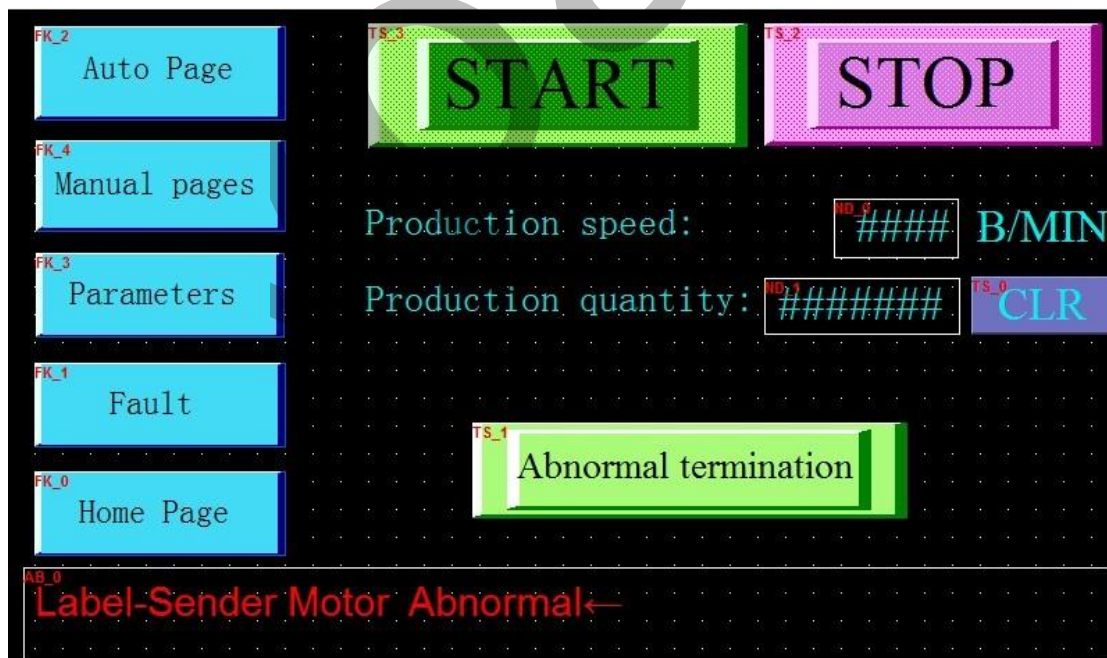 FK_2
Auto Page
FK_4
Manual pages
FK_3
Parameters
FK_1
Fault
FK_0
Home Page
TS_3
START
TS_2
STOP
Production speed:
ND_0
####
B/MIN
Production quantity:
ND_1
#######
TS_0
CLR
TS_1
Abnormal termination
AB_0
Label-Sender Motor Abnormal←